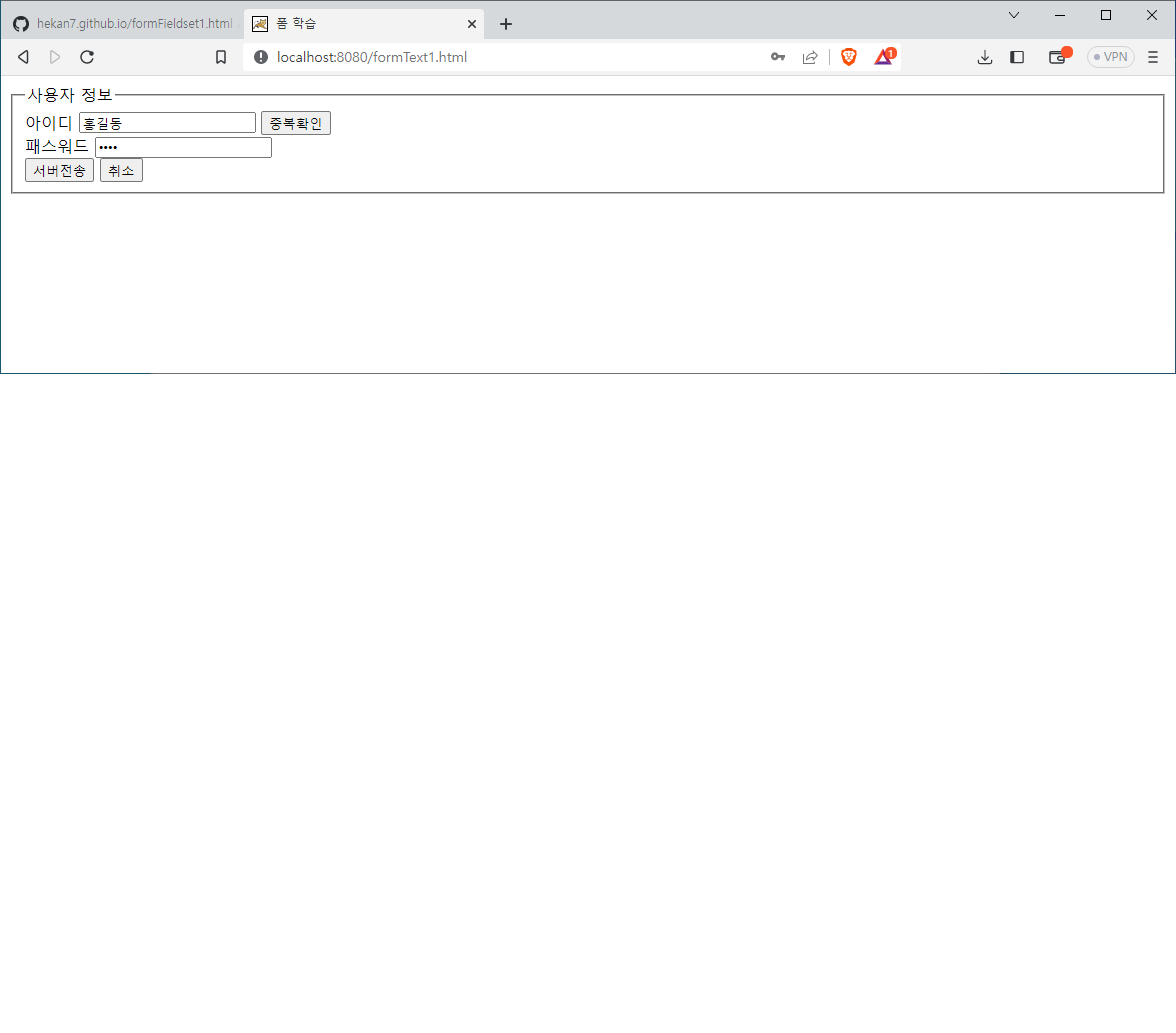 hekan7.github.io/formFieldset1.html
폼 학습
localhost:8080/formText1.html
1
VPN
사용자 정보
아이디 홍길동 중복확인
패스워드 ••••
서버전송 취소